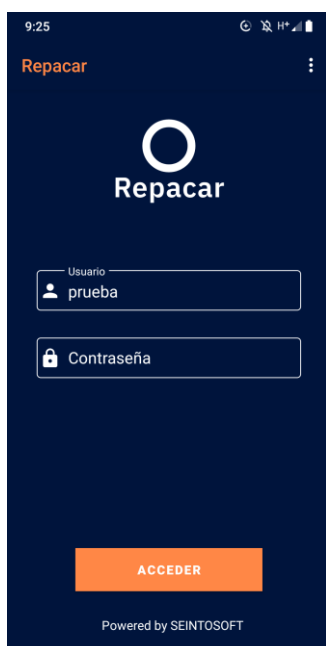 9:25
H+
Repacar
Repacar
Usuario
prueba
Contraseña
ACCEDER
Powered by SEINTOSOFT